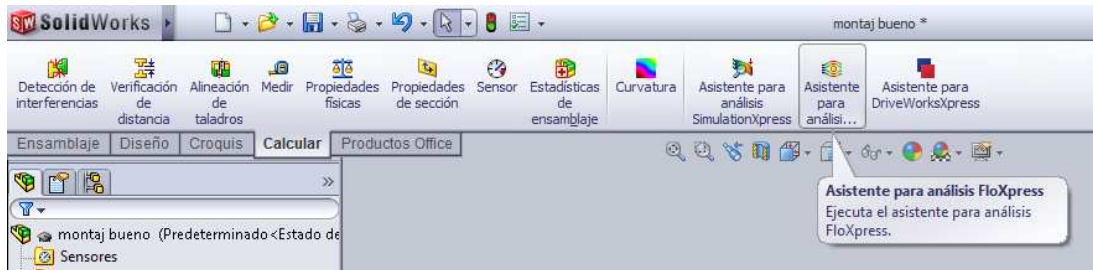 SolidWorks
montaj bueno *
Detección de interferencias
Verificación de distancia
Alineación de taladros
Medir
Propiedades físicas
Propiedades de sección
Sensor
Estadísticas de ensamblaje
Curvatura
Asistente para análisis SimulationXpress
Asistente para análisi...
Asistente para DriveWorksXpress
Ensamblaje
Diseño
Croquis
Calcular
Productos Office
Asistente para análisis FloXpress
Ejecuta el asistente para análisis
FloXpress.
montaj bueno (Predeterminado<Estado de
Sensores